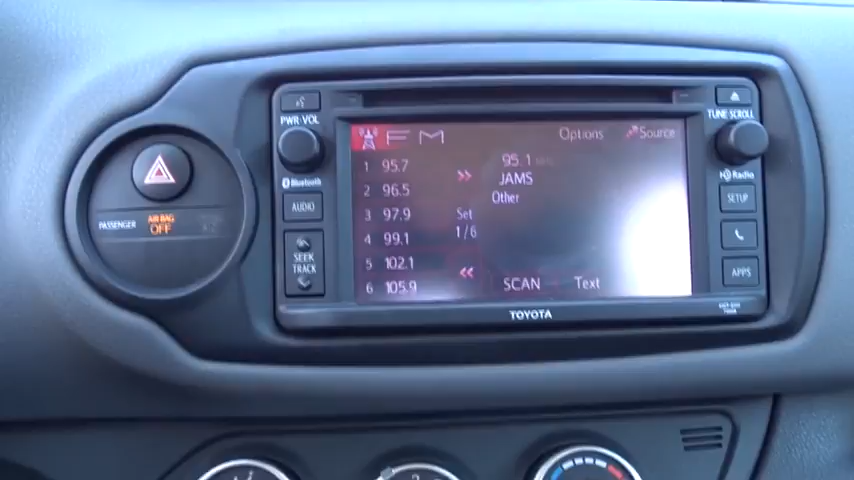 PWR·VOL
TUNE·SCROLL
FM
Options
Source
1 95.7
2 96.5
3 97.9
4 99.1
5 102.1
6 105.9
>>
Set
1/6
<<
95.1 MHz
JAMS
Other
SCAN
Text
Bluetooth
AUDIO
SEEK
TRACK
HD Radio
SETUP
APPS
TOYOTA
PASSENGER
AIR BAG
OFF